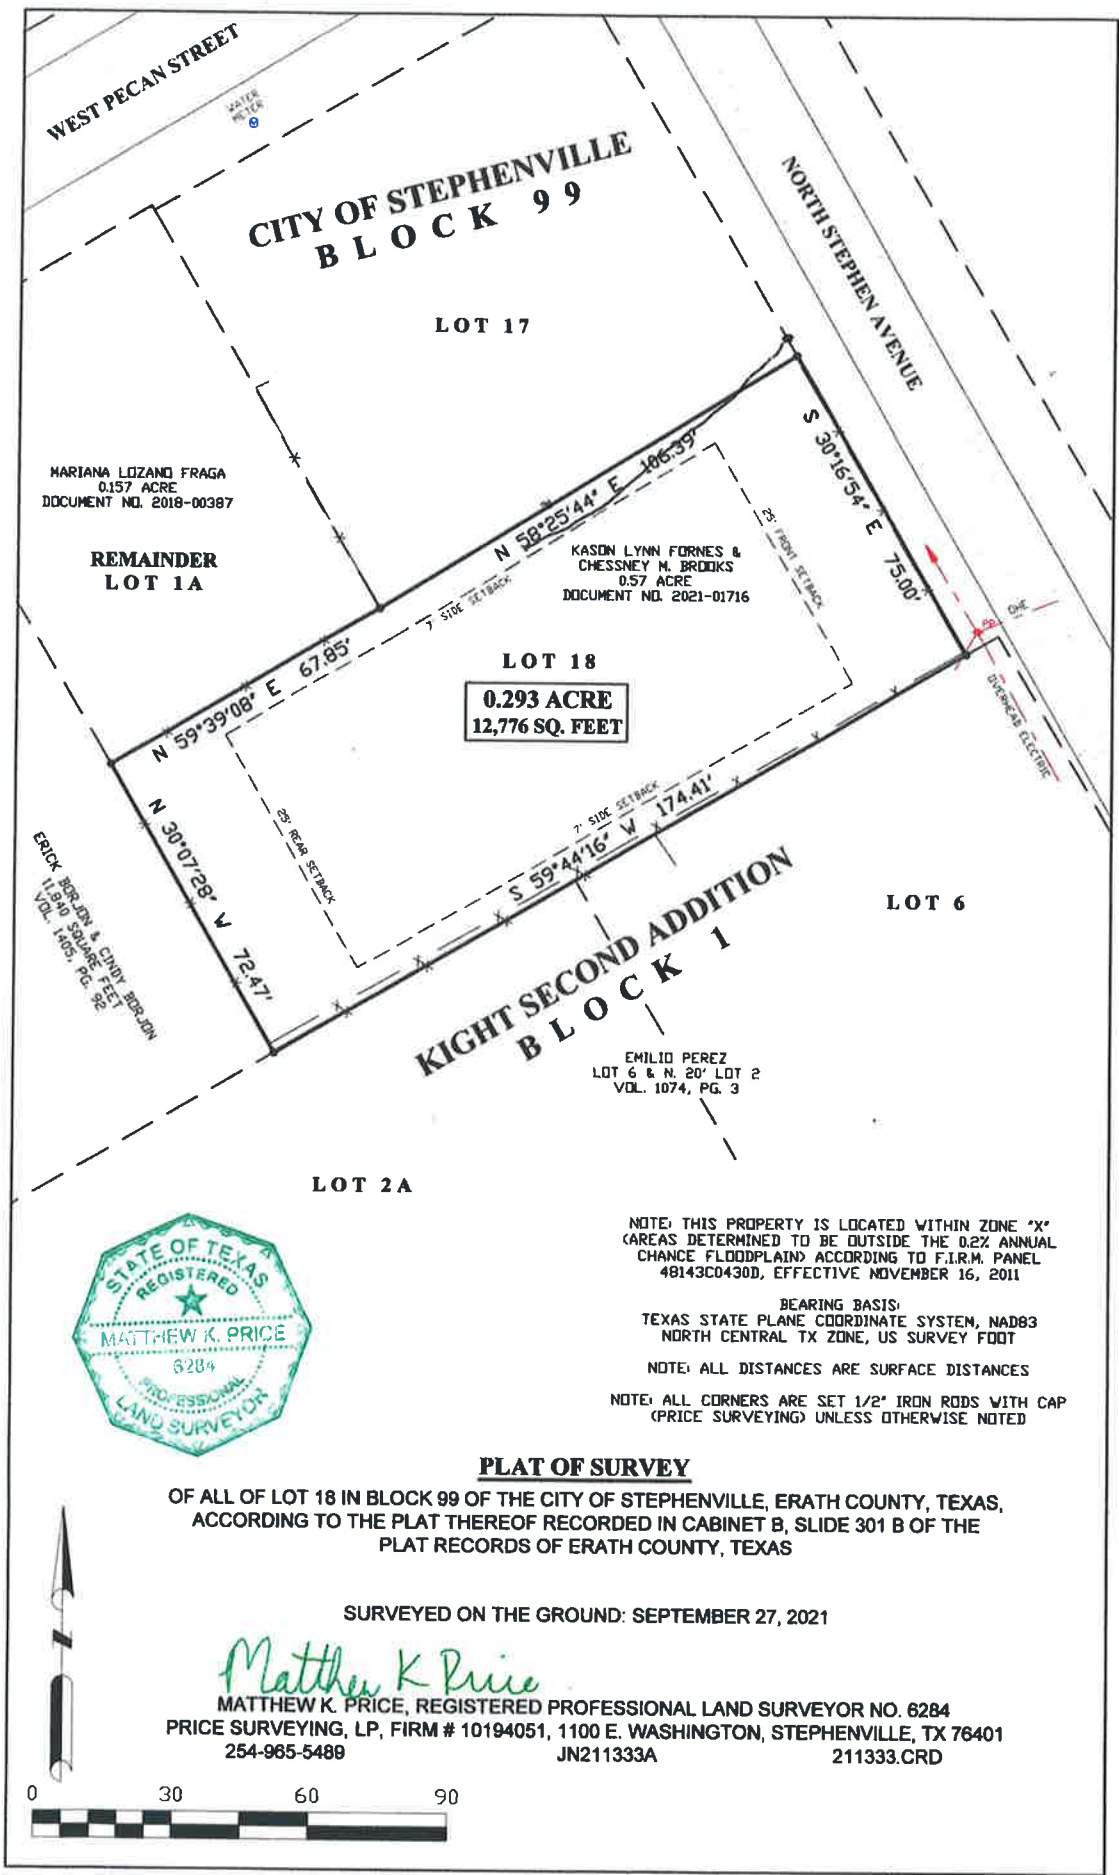 WEST PECAN STREET
WATER
METER
CITY OF STEPHENVILLE
BLOCK 99
NORTH STEPHEN AVENUE
LOT 17
MARIANA LOZANO FRAGA
0.157 ACRE
DOCUMENT NO. 2018-00387
REMAINDER
LOT 1A
N 58°25'44" E 106.39'
S 30°16'54" E 75.00'
KASON LYNN FORNES &
CHESSNEY M. BROOKS
0.57 ACRE
DOCUMENT NO. 2021-01716
25' FRONT SETBACK
7' SIDE SETBACK
N 59°39'08" E 67.85'
LOT 18
0.293 ACRE
12,776 SQ. FEET
PP
OHE
OVERHEAD ELECTRIC
N 30°07'28" W 72.47'
25' REAR SETBACK
7' SIDE SETBACK
S 59°44'16" W 174.41'
ERICK BORJON & CINDY BORJON
11,840 SQUARE FEET
VOL. 1405, PG. 92
KIGHT SECOND ADDITION
BLOCK 1
LOT 6
EMILIO PEREZ
LOT 6 & N. 20' LOT 2
VOL. 1074, PG. 3
LOT 2A
STATE OF TEXAS
REGISTERED
MATTHEW K. PRICE
6284
PROFESSIONAL
LAND SURVEYOR
NOTE: THIS PROPERTY IS LOCATED WITHIN ZONE "X"
(AREAS DETERMINED TO BE OUTSIDE THE 0.2% ANNUAL
CHANCE FLOODPLAIN) ACCORDING TO F.I.R.M. PANEL
48143C0430D, EFFECTIVE NOVEMBER 16, 2011
BEARING BASIS:
TEXAS STATE PLANE COORDINATE SYSTEM, NAD83
NORTH CENTRAL TX ZONE, US SURVEY FOOT
NOTE: ALL DISTANCES ARE SURFACE DISTANCES
NOTE: ALL CORNERS ARE SET 1/2" IRON RODS WITH CAP
(PRICE SURVEYING) UNLESS OTHERWISE NOTED
PLAT OF SURVEY
OF ALL OF LOT 18 IN BLOCK 99 OF THE CITY OF STEPHENVILLE, ERATH COUNTY, TEXAS,
ACCORDING TO THE PLAT THEREOF RECORDED IN CABINET B, SLIDE 301 B OF THE
PLAT RECORDS OF ERATH COUNTY, TEXAS
SURVEYED ON THE GROUND: SEPTEMBER 27, 2021
Matthew K Price
MATTHEW K. PRICE, REGISTERED PROFESSIONAL LAND SURVEYOR NO. 6284
PRICE SURVEYING, LP, FIRM # 10194051, 1100 E. WASHINGTON, STEPHENVILLE, TX 76401
254-965-5489 JN211333A 211333.CRD
N
0 30 60 90